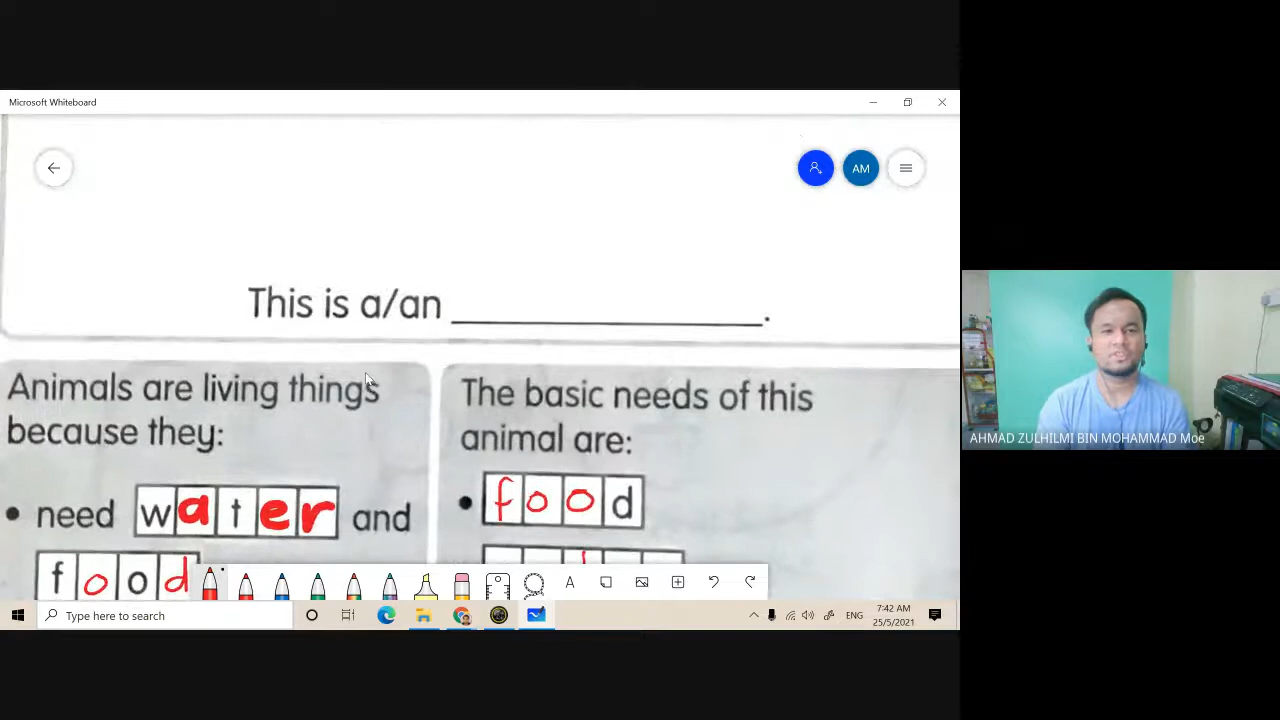 Microsoft Whiteboard
AM
This is a/an ____________.
Animals are living things
because they:
• need water and
food
The basic needs of this
animal are:
• food
A
Type here to search
ENG
7:42 AM
25/5/2021
AHMAD ZULHILMI BIN MOHAMMAD Moe